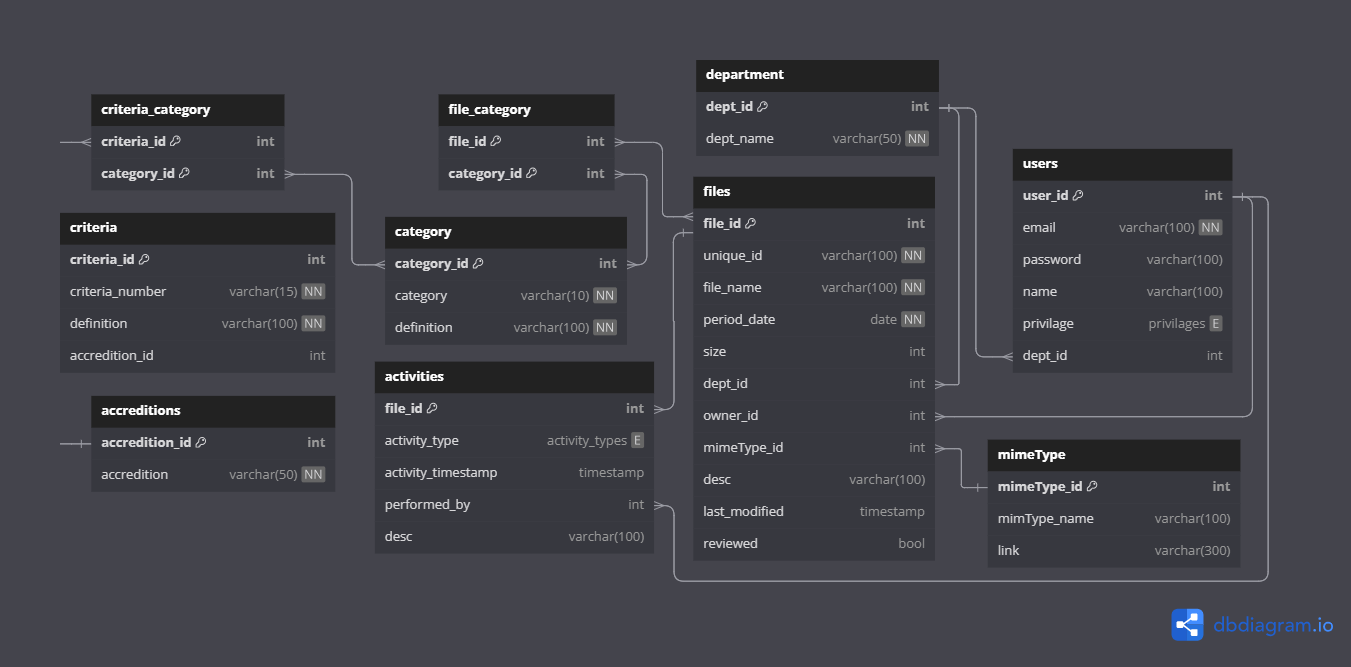 criteria_category
criteria_id int
category_id int
criteria
criteria_id int
criteria_number varchar(15) NN
definition varchar(100) NN
accredition_id int
accreditions
accredition_id int
accredition varchar(50) NN
file_category
file_id int
category_id int
category
category_id int
category varchar(10) NN
definition varchar(100) NN
activities
file_id int
activity_type activity_types E
activity_timestamp timestamp
performed_by int
desc varchar(100)
department
dept_id int
dept_name varchar(50) NN
files
file_id int
unique_id varchar(100) NN
file_name varchar(100) NN
period_date date NN
size int
dept_id int
owner_id int
mimeType_id int
desc varchar(100)
last_modified timestamp
reviewed bool
users
user_id int
email varchar(100) NN
password varchar(100)
name varchar(100)
privilage privilages E
dept_id int
mimeType
mimeType_id int
mimType_name varchar(100)
link varchar(300)
dbdiagram.io